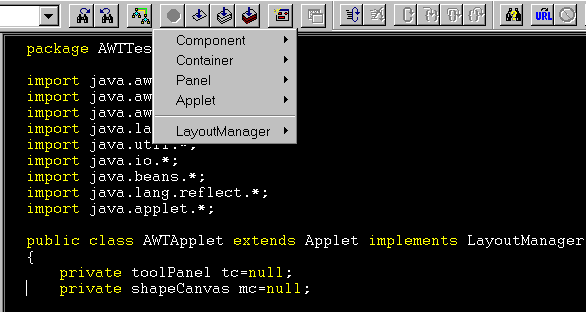 URL
Component
Container
Panel
Applet
LayoutManager
package AWTTes
import java.aw
import java.aw
import java.aw
import java.la
import java.util.*;
import java.io.*;
import java.beans.*;
import java.lang.reflect.*;
import java.applet.*;
public class AWTApplet extends Applet implements LayoutManager
{
private toolPanel tc=null;
private shapeCanvas mc=null;